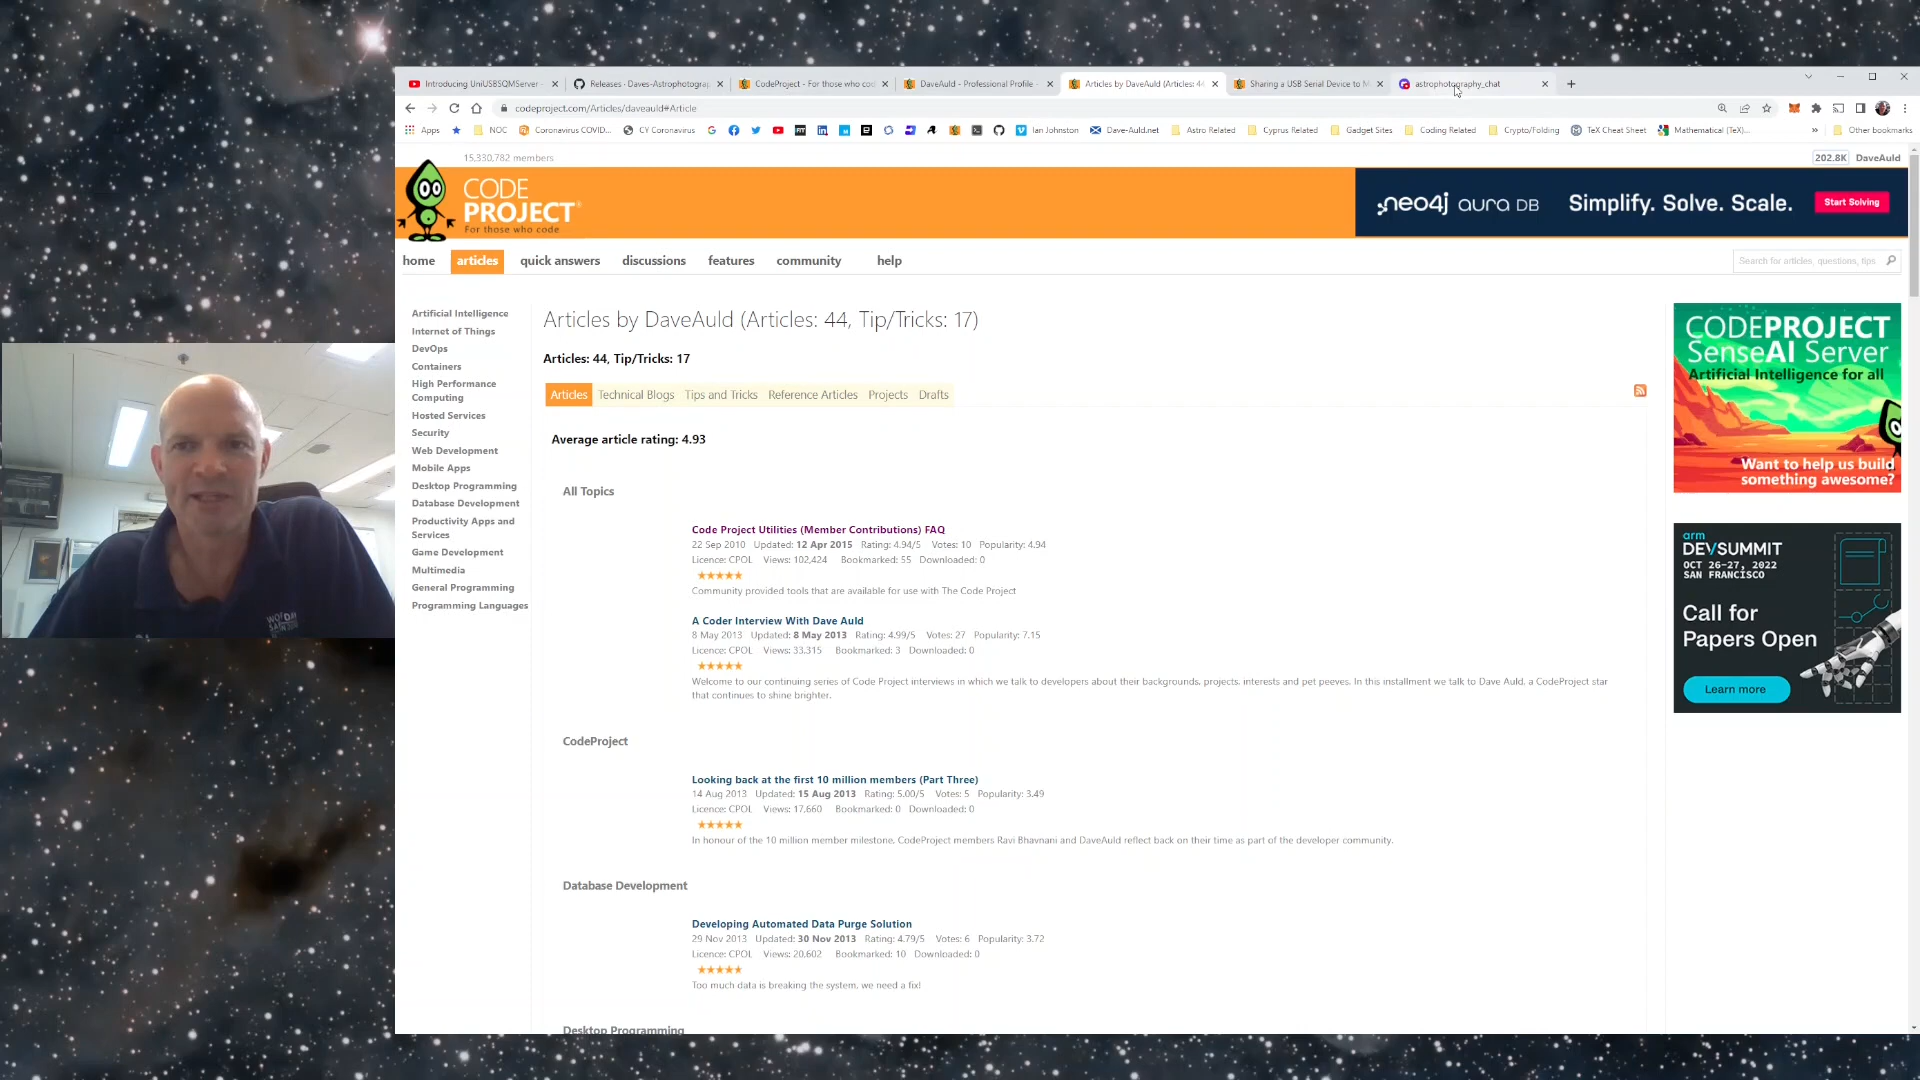 Introducing UniUSBSQMServer -
Releases · Daves-Astrophotograp
CodeProject - For those who cod
DaveAuld - Professional Profile -
Articles by DaveAuld (Articles: 44
Sharing a USB Serial Device to M
astrophotography_chat
codeproject.com/Articles/daveauld#Article
Apps
NOC
Coronavirus COVID...
CY Coronavirus
Ian Johnston
Dave-Auld.net
Astro Related
Cyprus Related
Gadget Sites
Coding Related
Crypto/Folding
TeX Cheat Sheet
Mathematical (TeX)...
»
Other bookmarks
15,330,782 members
202.8K DaveAuld
CODE
PROJECT®
For those who code
neo4j aura DB Simplify. Solve. Scale. Start Solving
home articles quick answers discussions features community help
Search for articles, questions, tips
Artificial Intelligence
Internet of Things
DevOps
Containers
High Performance
Computing
Hosted Services
Security
Web Development
Mobile Apps
Desktop Programming
Database Development
Productivity Apps and
Services
Game Development
Multimedia
General Programming
Programming Languages
Articles by DaveAuld (Articles: 44, Tip/Tricks: 17)
Articles: 44, Tip/Tricks: 17
Articles Technical Blogs Tips and Tricks Reference Articles Projects Drafts
Average article rating: 4.93
All Topics
Code Project Utilities (Member Contributions) FAQ
22 Sep 2010 Updated: 12 Apr 2015 Rating: 4.94/5 Votes: 10 Popularity: 4.94
Licence: CPOL Views: 102,424 Bookmarked: 55 Downloaded: 0
Community provided tools that are available for use with The Code Project
A Coder Interview With Dave Auld
8 May 2013 Updated: 8 May 2013 Rating: 4.99/5 Votes: 27 Popularity: 7.15
Licence: CPOL Views: 33,315 Bookmarked: 3 Downloaded: 0
Welcome to our continuing series of Code Project interviews in which we talk to developers about their backgrounds, projects, interests and pet peeves. In this installment we talk to Dave Auld, a CodeProject star
that continues to shine brighter.
CodeProject
Looking back at the first 10 million members (Part Three)
14 Aug 2013 Updated: 15 Aug 2013 Rating: 5.00/5 Votes: 5 Popularity: 3.49
Licence: CPOL Views: 17,660 Bookmarked: 0 Downloaded: 0
In honour of the 10 million member milestone, CodeProject members Ravi Bhavnani and DaveAuld reflect back on their time as part of the developer community.
Database Development
Developing Automated Data Purge Solution
29 Nov 2013 Updated: 30 Nov 2013 Rating: 4.79/5 Votes: 6 Popularity: 3.72
Licence: CPOL Views: 20,602 Bookmarked: 10 Downloaded: 0
Too much data is breaking the system, we need a fix!
Desktop Programming
CODEPROJECT
SenseAI Server
Artificial Intelligence for all
Want to help us build
something awesome?
arm
DEVSUMMIT
OCT 26-27, 2022
SAN FRANCISCO
Call for
Papers Open
Learn more